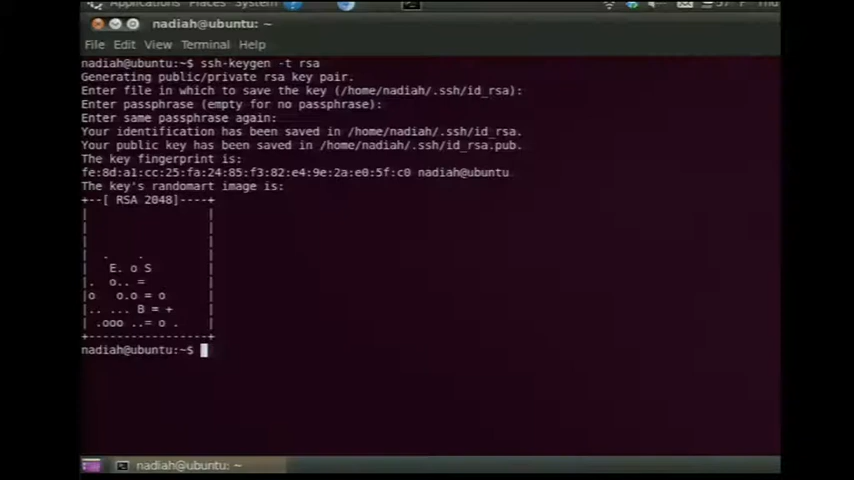 Applications Places System
nadiah@ubuntu: ~
File Edit View Terminal Help
nadiah@ubuntu:~$ ssh-keygen -t rsa
Generating public/private rsa key pair.
Enter file in which to save the key (/home/nadiah/.ssh/id_rsa):
Enter passphrase (empty for no passphrase):
Enter same passphrase again:
Your identification has been saved in /home/nadiah/.ssh/id_rsa.
Your public key has been saved in /home/nadiah/.ssh/id_rsa.pub.
The key fingerprint is:
fe:8d:a1:cc:25:fa:24:85:f3:82:e4:9e:2a:e0:5f:c0 nadiah@ubuntu
The key's randomart image is:
+--[ RSA 2048]----+
|                 |
|                 |
|                 |
|  .    .         |
|   E. o S        |
|.  o.. =         |
|o   o.o = o      |
|.. ... B = +     |
| .ooo ..= o .    |
+-----------------+
nadiah@ubuntu:~$
nadiah@ubuntu: ~